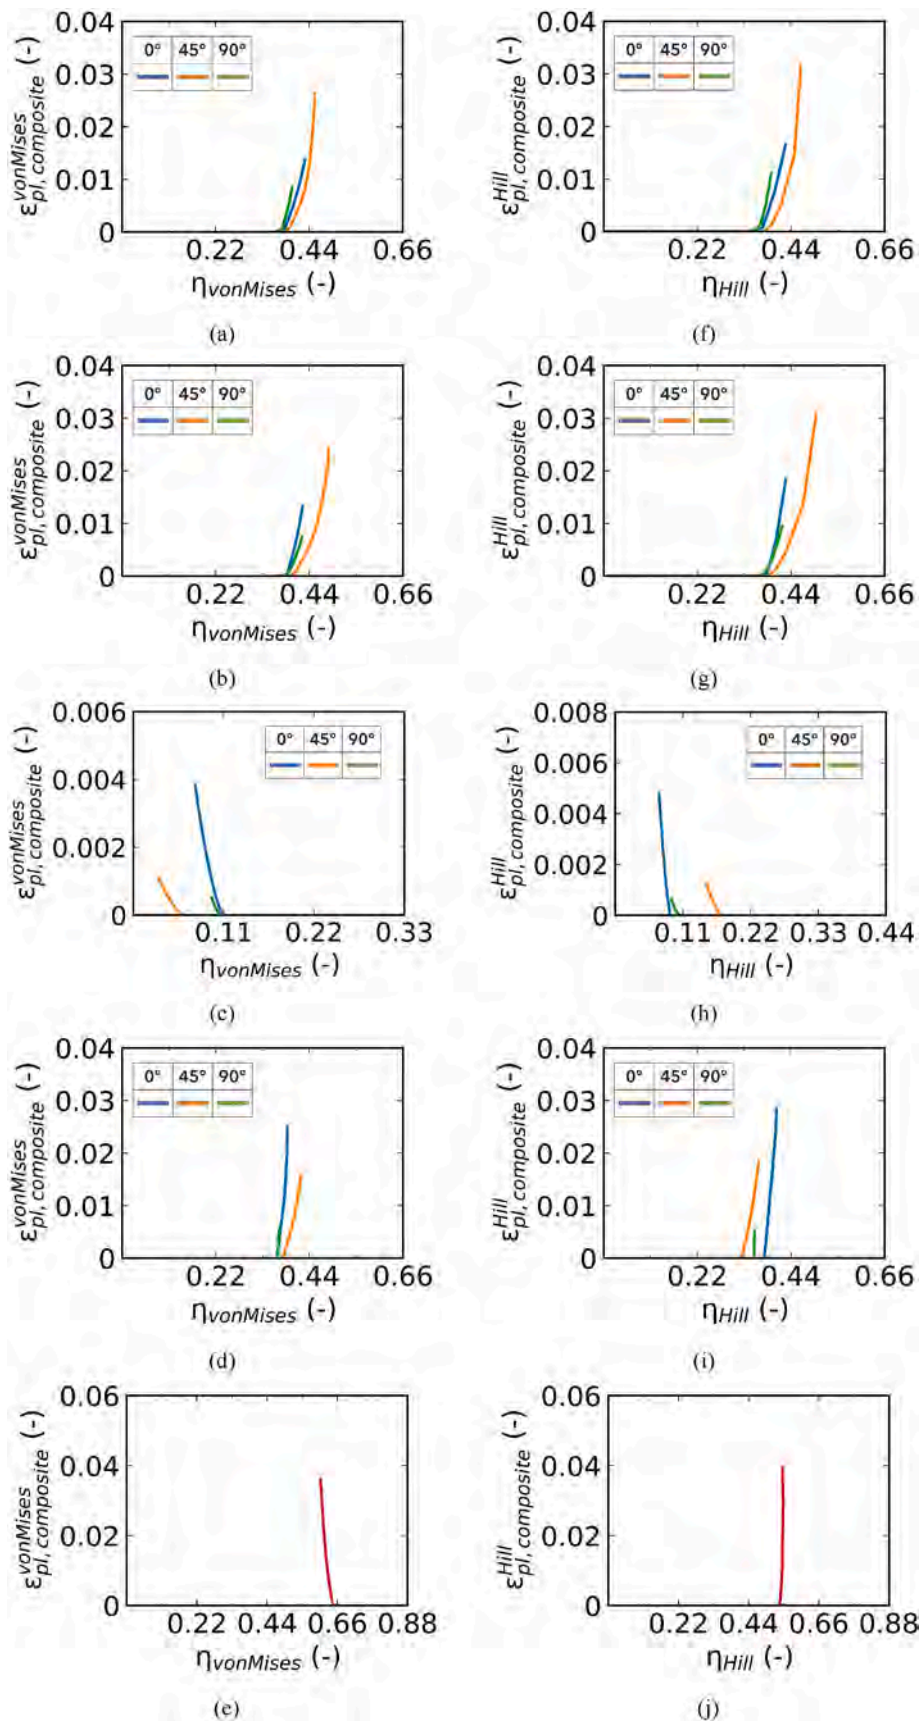 0.04
0.03
0.02
0.01
0
ε_{pl, composite}^{vonMises} (-)
0° 45° 90°
0.22 0.44 0.66
η_{vonMises} (-)
(a)
0.04
0.03
0.02
0.01
0
ε_{pl, composite}^{Hill} (-)
0° 45° 90°
0.22 0.44 0.66
η_{Hill} (-)
(f)
0.04
0.03
0.02
0.01
0
ε_{pl, composite}^{vonMises} (-)
0° 45° 90°
0.22 0.44 0.66
η_{vonMises} (-)
(b)
0.04
0.03
0.02
0.01
0
ε_{pl, composite}^{Hill} (-)
0° 45° 90°
0.22 0.44 0.66
η_{Hill} (-)
(g)
0.006
0.004
0.002
0
ε_{pl, composite}^{vonMises} (-)
0° 45° 90°
0.11 0.22 0.33
η_{vonMises} (-)
(c)
0.008
0.006
0.004
0.002
0
ε_{pl, composite}^{Hill} (-)
0° 45° 90°
0.11 0.22 0.33 0.44
η_{Hill} (-)
(h)
0.04
0.03
0.02
0.01
0
ε_{pl, composite}^{vonMises} (-)
0° 45° 90°
0.22 0.44 0.66
η_{vonMises} (-)
(d)
0.04
0.03
0.02
0.01
0
ε_{pl, composite}^{Hill} (-)
0° 45° 90°
0.22 0.44 0.66
η_{Hill} (-)
(i)
0.06
0.04
0.02
0
ε_{pl, composite}^{vonMises} (-)
0.22 0.44 0.66 0.88
η_{vonMises} (-)
(e)
0.06
0.04
0.02
0
ε_{pl, composite}^{Hill} (-)
0.22 0.44 0.66 0.88
η_{Hill} (-)
(j)